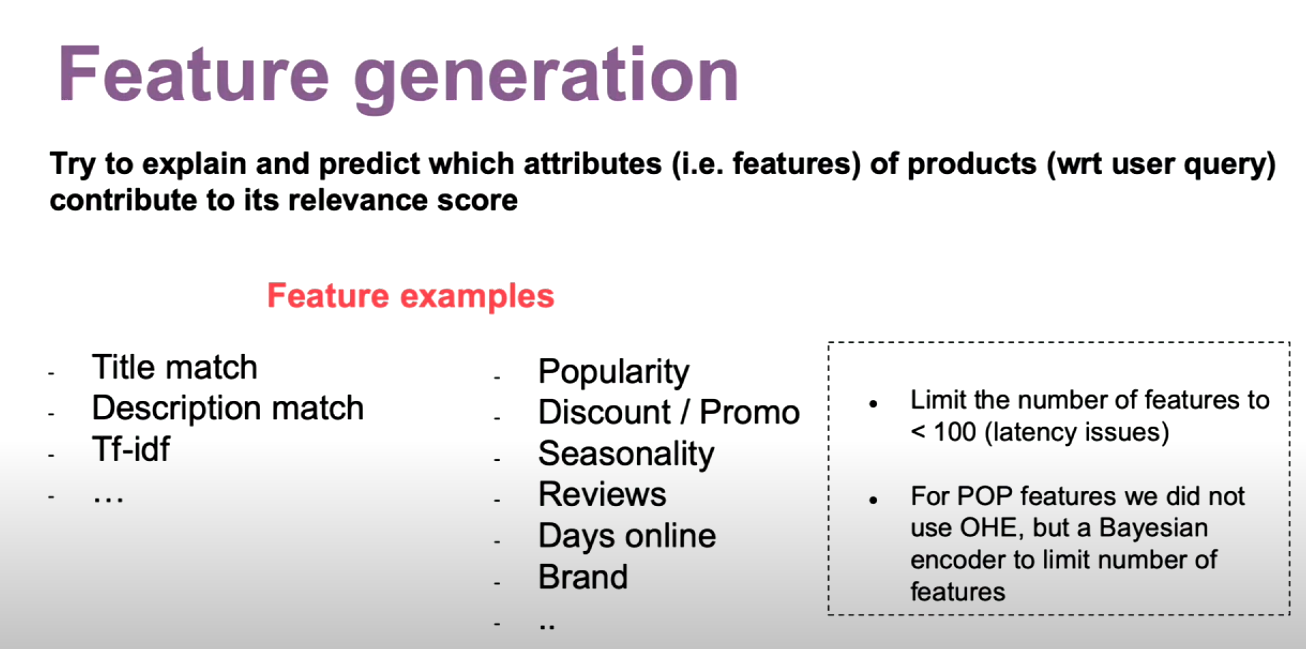 Feature generation
Try to explain and predict which attributes (i.e. features) of products (wrt user query)
contribute to its relevance score
Feature examples
- Title match
- Description match
- Tf-idf
- ...
- Popularity
- Discount / Promo
- Seasonality
- Reviews
- Days online
- Brand
- ..
• Limit the number of features to
< 100 (latency issues)
• For POP features we did not
use OHE, but a Bayesian
encoder to limit number of
features